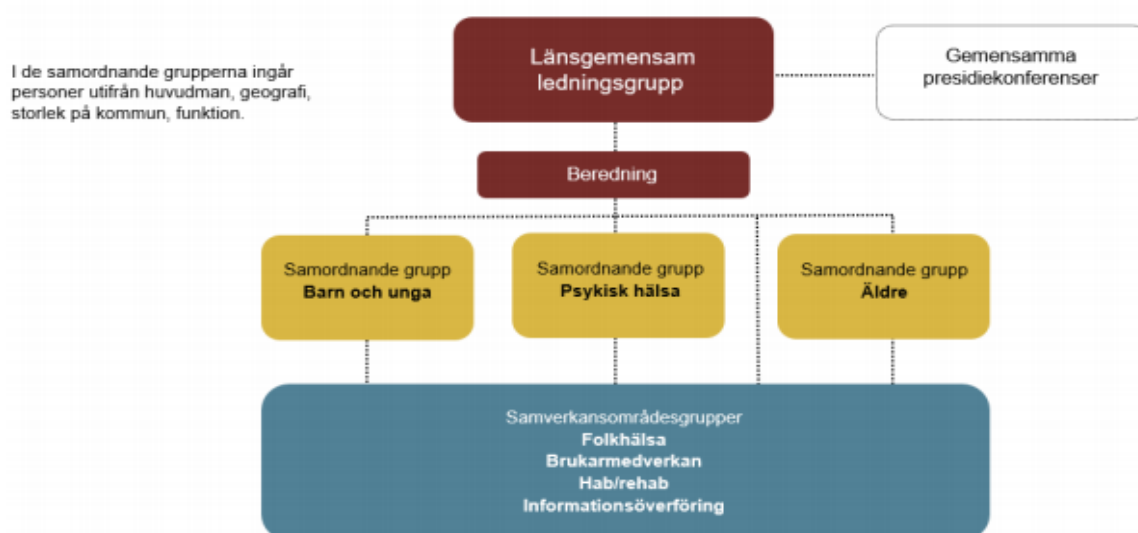 Länsgemensam
ledningsgrupp
Gemensamma
presidiekonferenser
I de samordnande grupperna ingår
personer utifrån huvudman, geografi,
storlek på kommun, funktion.
Beredning
Samordnande grupp
Barn och unga
Samordnande grupp
Psykisk hälsa
Samordnande grupp
Äldre
Samverkansområdesgrupper
Folkhälsa
Brukarmedverkan
Hab/rehab
Informationsöverföring